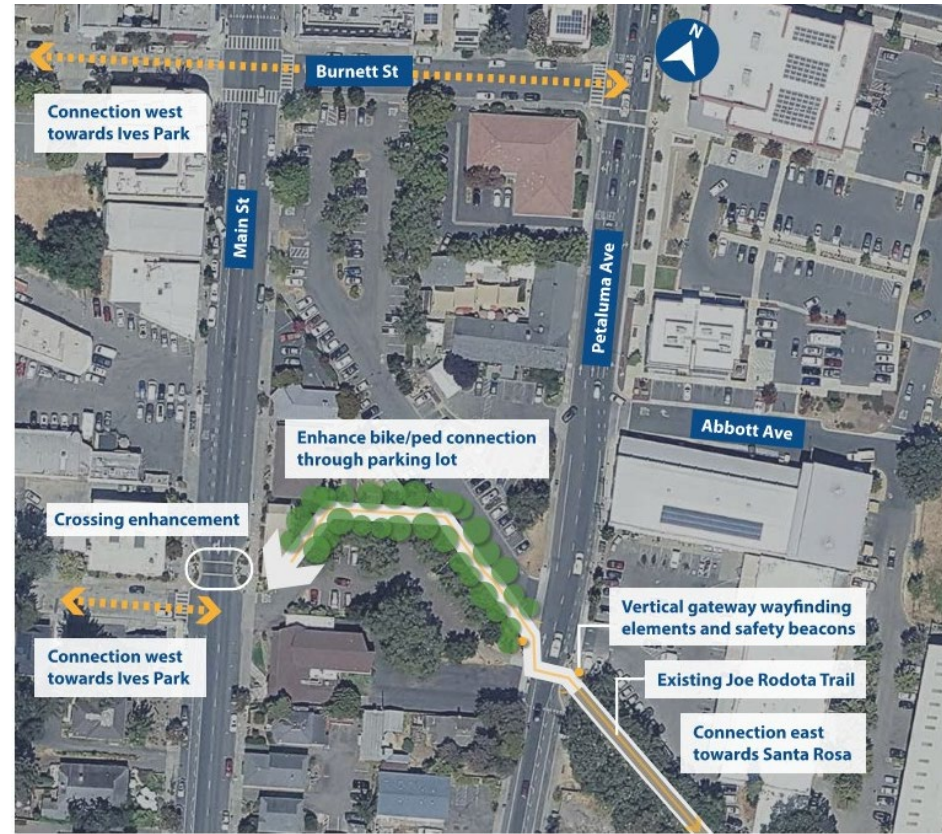 N
Burnett St
Connection west
towards Ives Park
Main St
Petaluma Ave
Abbott Ave
Enhance bike/ped connection
through parking lot
Crossing enhancement
Connection west
towards Ives Park
Vertical gateway wayfinding
elements and safety beacons
Existing Joe Rodota Trail
Connection east
towards Santa Rosa